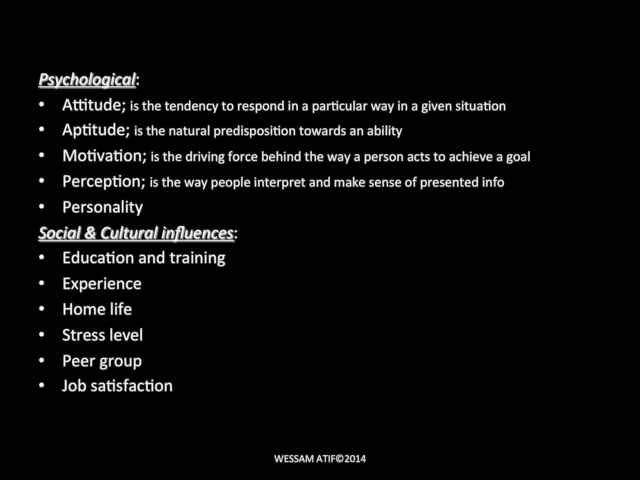 Psychological:
• Attitude; is the tendency to respond in a particular way in a given situation
• Aptitude; is the natural predisposition towards an ability
• Motivation; is the driving force behind the way a person acts to achieve a goal
• Perception; is the way people interpret and make sense of presented info
• Personality
Social & Cultural influences:
• Education and training
• Experience
• Home life
• Stress level
• Peer group
• Job satisfaction
WESSAM ATIF©2014